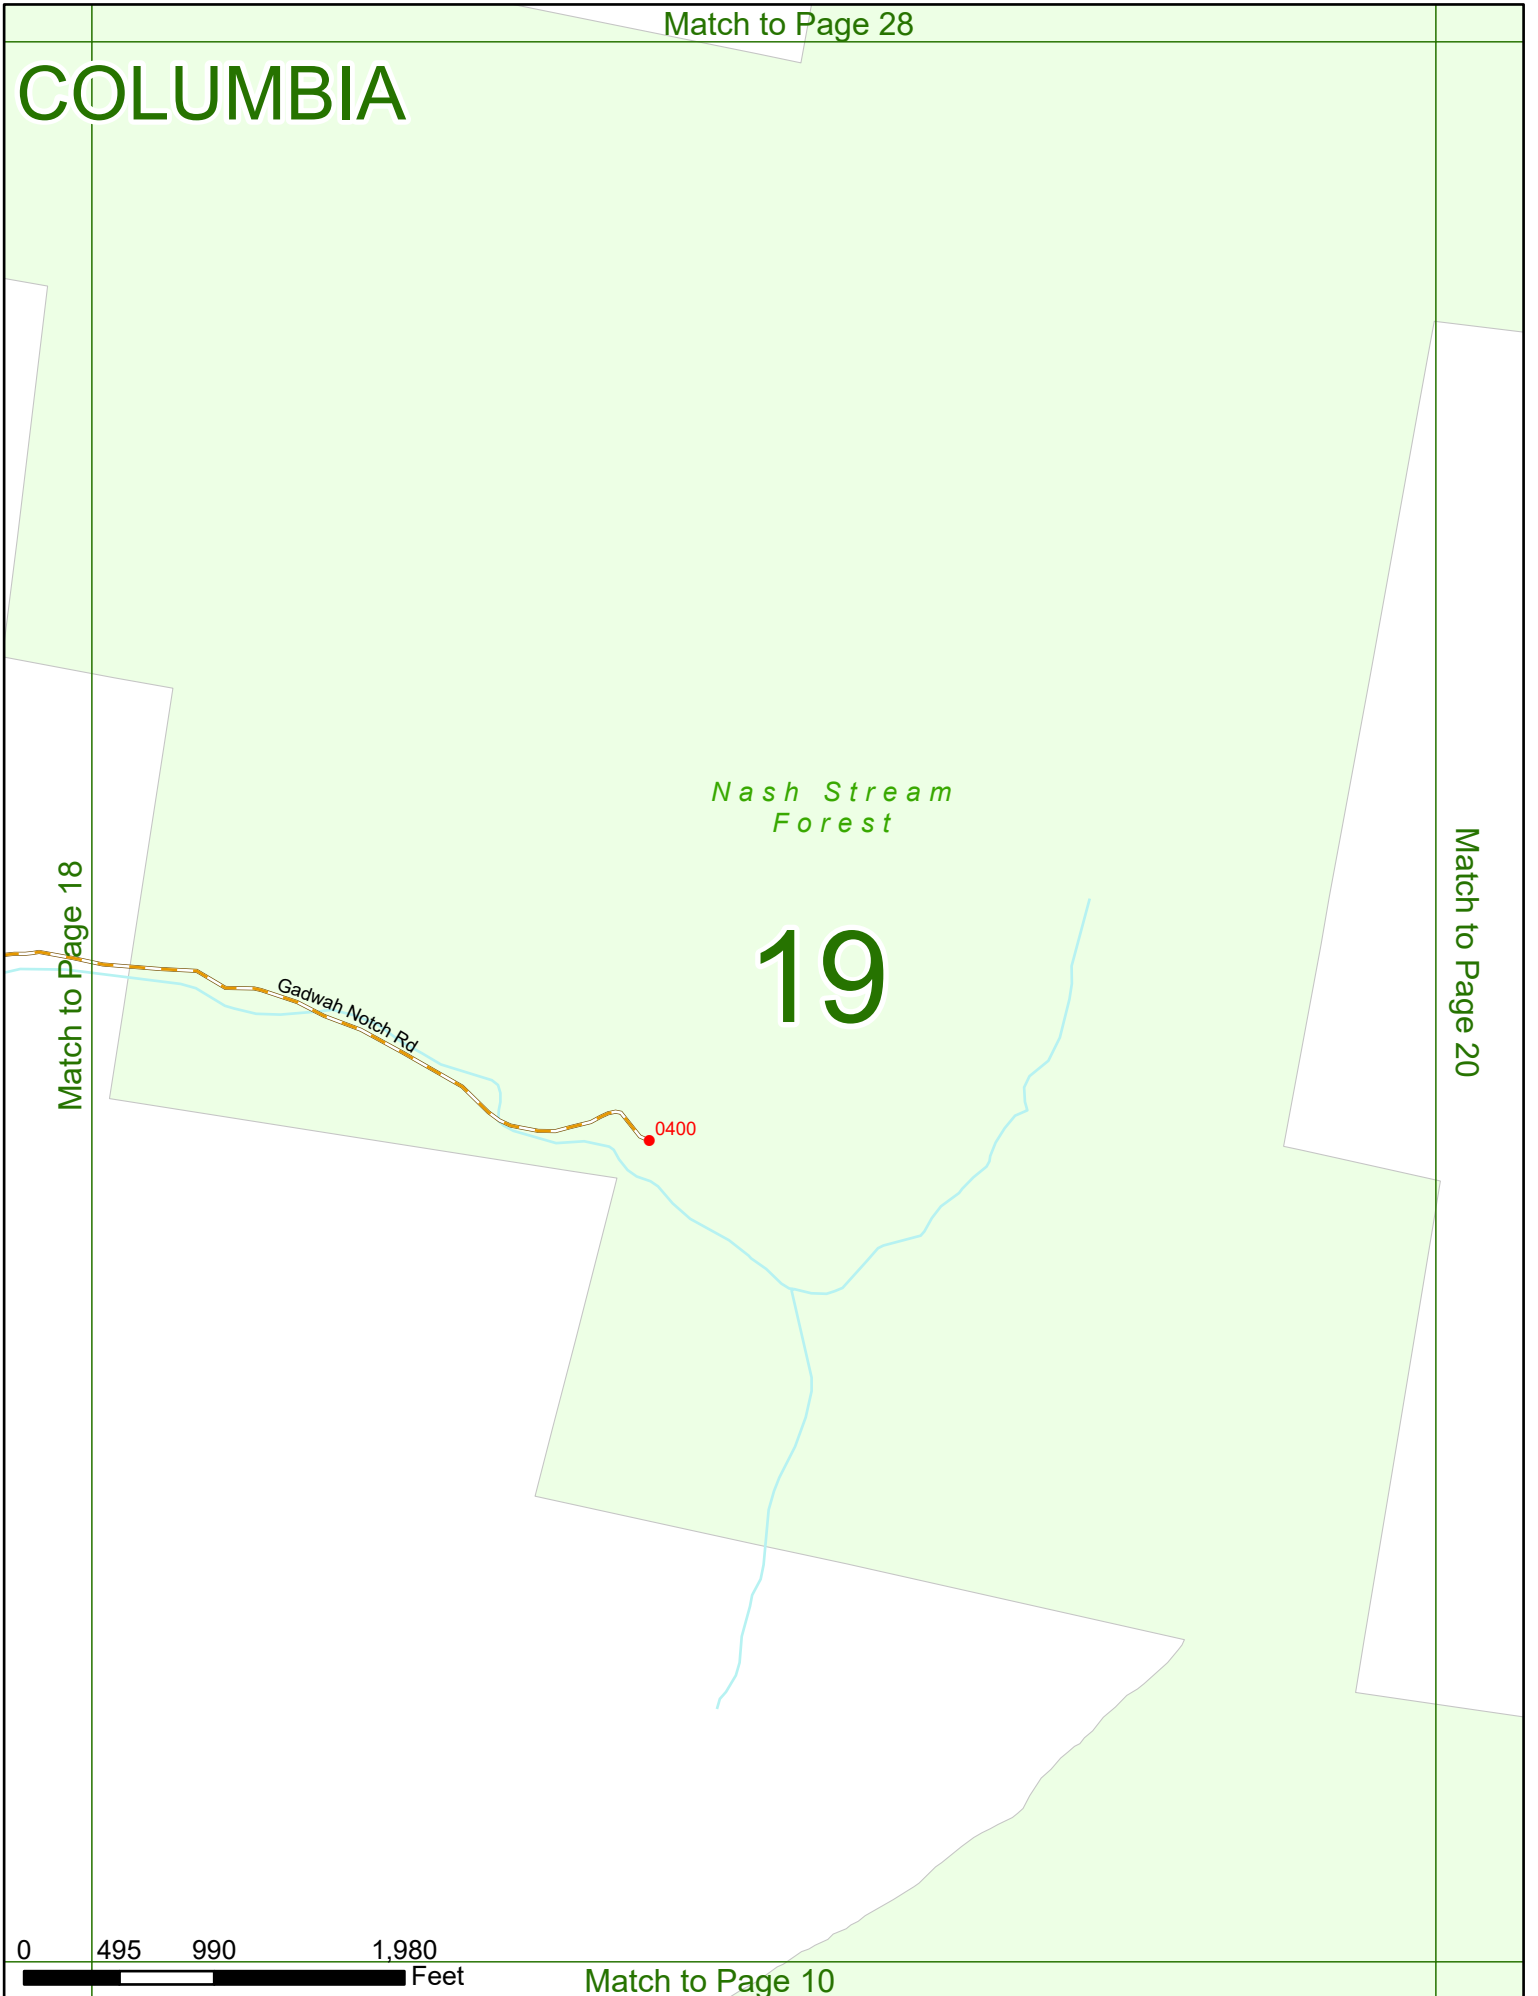 Match to Page 28
COLUMBIA
Nash Stream
Forest
19
Match to Page 18
Match to Page 20
Gadwah Notch Rd
0400
0 495 990 1,980
Feet
Match to Page 10